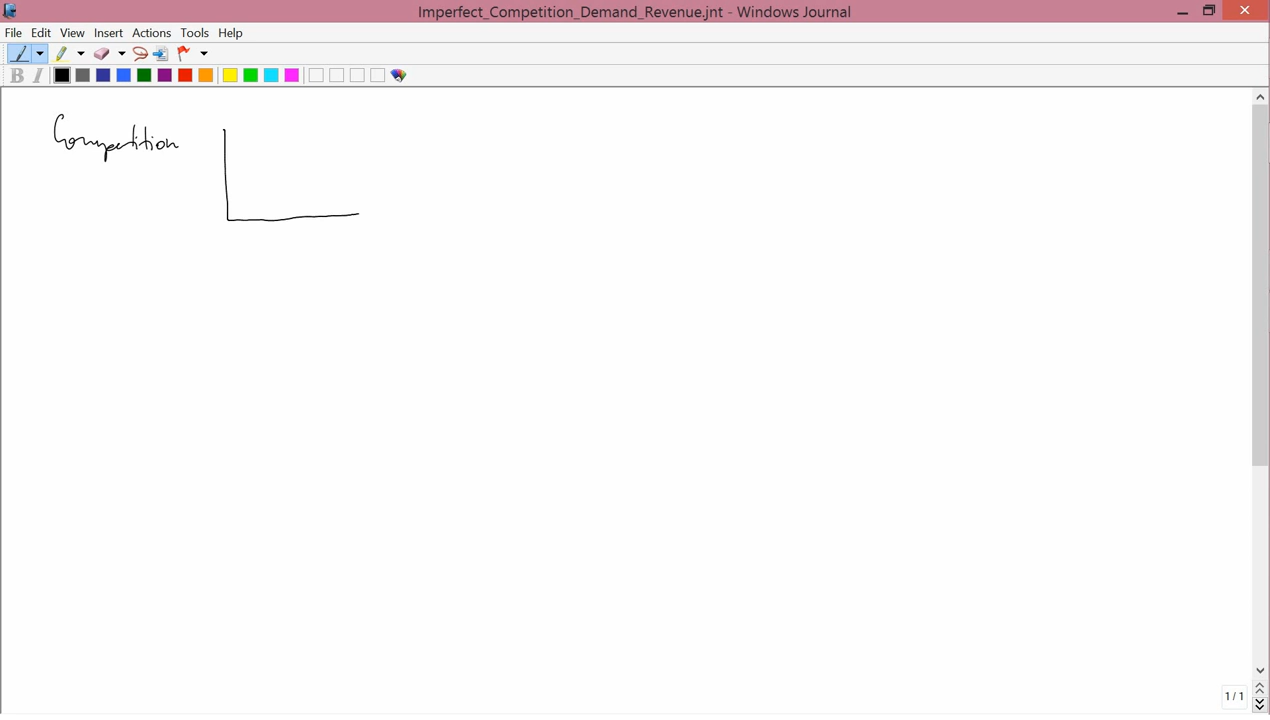 Imperfect_Competition_Demand_Revenue.jnt - Windows Journal
File Edit View Insert Actions Tools Help
B I
Competition
1 / 1